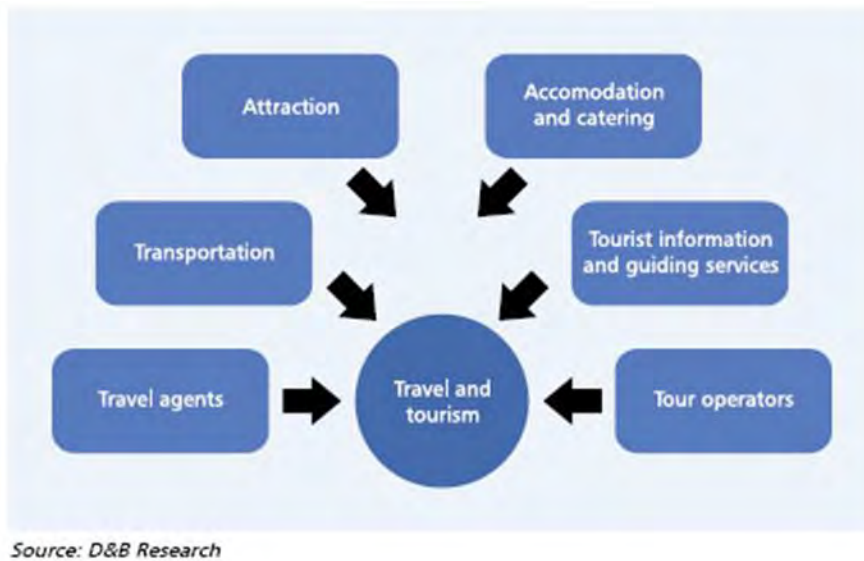 Attraction
Accomodation
and catering
Transportation
Tourist information
and guiding services
Travel agents
Travel and
tourism
Tour operators
Source: D&B Research